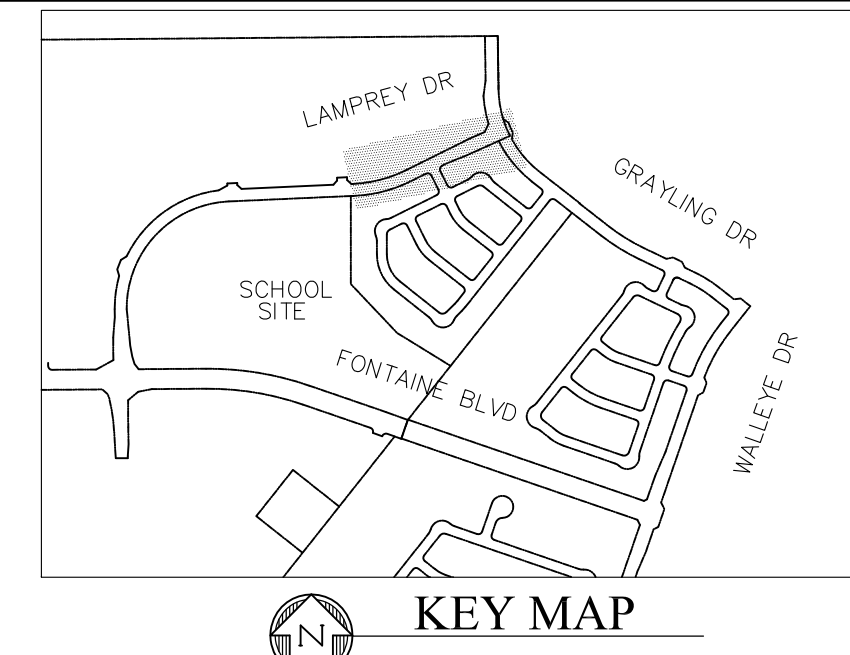 LAMPREY DR
GRAYLING DR
SCHOOL
SITE
FONTAINE BLVD
WALLEYE DR
N
KEY MAP